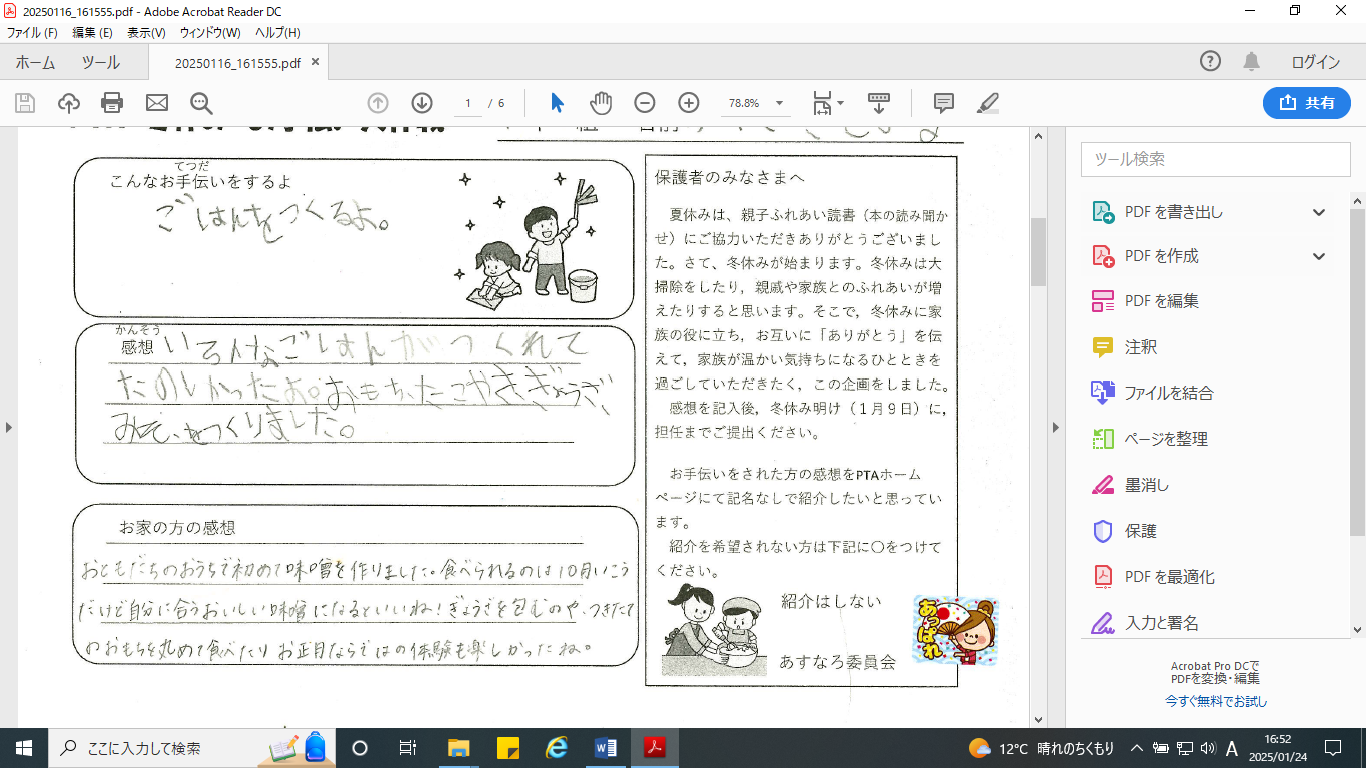 20250116_161555.pdf - Adobe Acrobat Reader DC
ファイル(F) 編集(E) 表示(V) ウィンドウ(W) ヘルプ(H)
ホーム ツール 20250116_161555.pdf × ログイン
1 / 6 78.8% 共有
てつだ
こんなお手伝いをするよ
ごはんをつくるよ。
かんそう
感想 いろんなごはんがつくれて
たのしかったよ。おもちたこやきぎょうざ、
みそ、をつくりました。
お家の方の感想
おともだちのおうちで初めて味噌を作りました。食べられるのは10月いこう
だけど自分に合うおいしい味噌になるといいね!ぎょうざを包むのや、つきたて
のおもちを丸めて食べたりお正月ならではの体験も楽しかったね。
保護者のみなさまへ
夏休みは、親子ふれあい読書（本の読み聞か
せ）にご協力いただきありがとうございまし
た。さて、冬休みが始まります。冬休みは大
掃除をしたり，親戚や家族とのふれあいが増
えたりすると思います。そこで，冬休みに家
族の役に立ち，お互いに「ありがとう」を伝
えて，家族が温かい気持ちになるひとときを
過ごしていただきたく，この企画をしました。
感想を記入後，冬休み明け（１月９日）に，
担任までご提出ください。
お手伝いをされた方の感想をPTAホーム
ページにて記名なしで紹介したいと思ってい
ます。
紹介を希望されない方は下記に〇をつけて
ください。
紹介はしない
あすなろ委員会
あっぱれ
ツール検索
PDF を書き出し
PDF を作成
PDF を編集
注釈
ファイルを結合
ページを整理
墨消し
保護
PDF を最適化
入力と署名
Acrobat Pro DCで
PDFを変換・編集
今すぐ無料でお試し
ここに入力して検索
12°C 晴れのちくもり A 16:52
2025/01/24